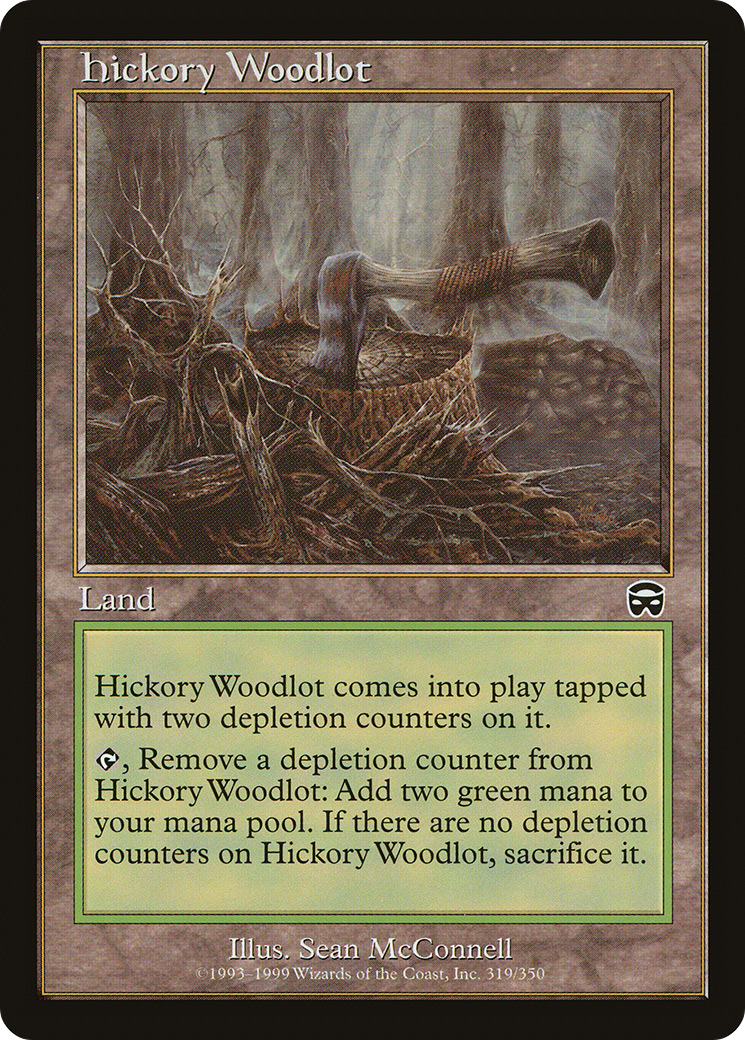 Hickory Woodlot
Land
Hickory Woodlot comes into play tapped
with two depletion counters on it.
, Remove a depletion counter from
Hickory Woodlot: Add two green mana to
your mana pool. If there are no depletion
counters on Hickory Woodlot, sacrifice it.
Illus. Sean McConnell
©1993–1999 Wizards of the Coast, Inc. 319/350